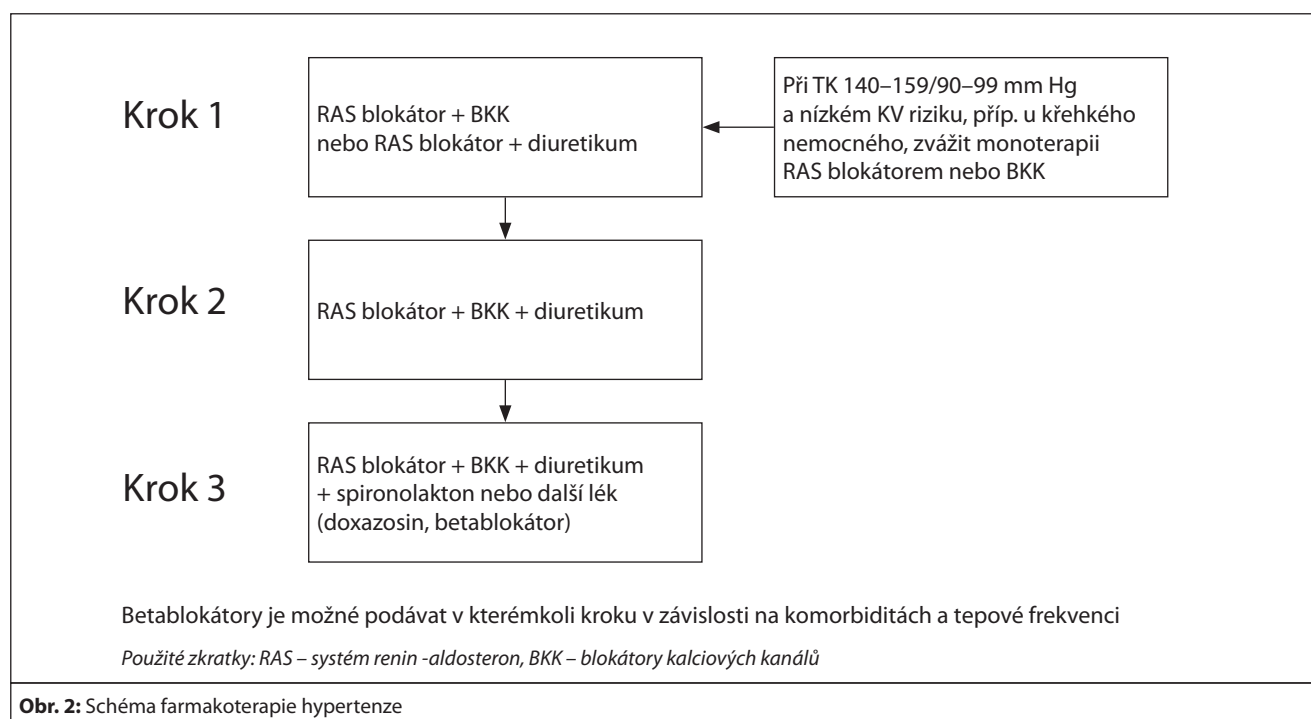 Krok 1
RAS blokátor + BKK
nebo RAS blokátor + diuretikum
Při TK 140–159/90–99 mm Hg
a nízkém KV riziku, příp. u křehkého
nemocného, zvážit monoterapii
RAS blokátorem nebo BKK
Krok 2
RAS blokátor + BKK + diuretikum
Krok 3
RAS blokátor + BKK + diuretikum
+ spironolakton nebo další lék
(doxazosin, betablokátor)
Betablokátory je možné podávat v kterémkoli kroku v závislosti na komorbiditách a tepové frekvenci
Použité zkratky: RAS – systém renin -aldosteron, BKK – blokátory kalciových kanálů
Obr. 2: Schéma farmakoterapie hypertenze